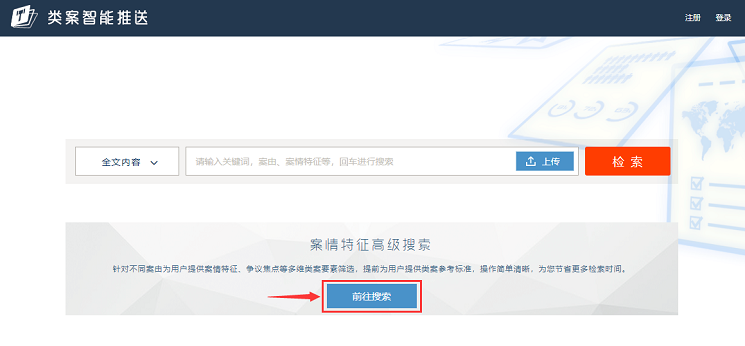 类案智能推送
注册 登录
全文内容 请输入关键词、案由、案情特征等，回车进行搜索 上传 检索
案情特征高级搜索
针对不同案由为用户提供案情特征、争议焦点等多维类案要素筛选，提前为用户提供类案参考标准，操作简单清晰，为您节省更多检索时间。
前往搜索